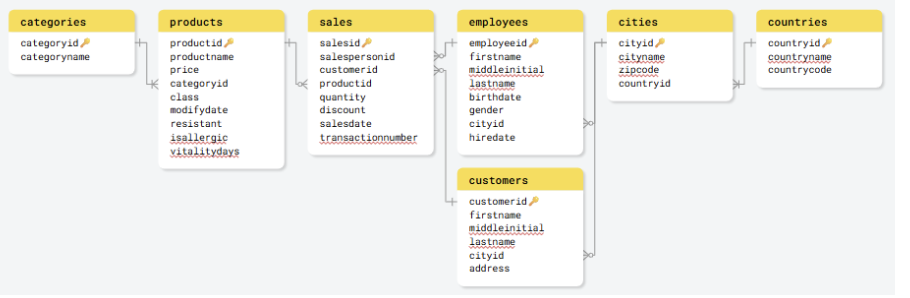 categories
categoryid
categoryname
products
productid
productname
price
categoryid
class
modifydate
resistant
isallergic
vitalitydays
sales
salesid
salespersonid
customerid
productid
quantity
discount
salesdate
transactionnumber
employees
employeeid
firstname
middleinitial
lastname
birthdate
gender
cityid
hiredate
customers
customerid
firstname
middleinitial
lastname
cityid
address
cities
cityid
cityname
zipcode
countryid
countries
countryid
countryname
countrycode